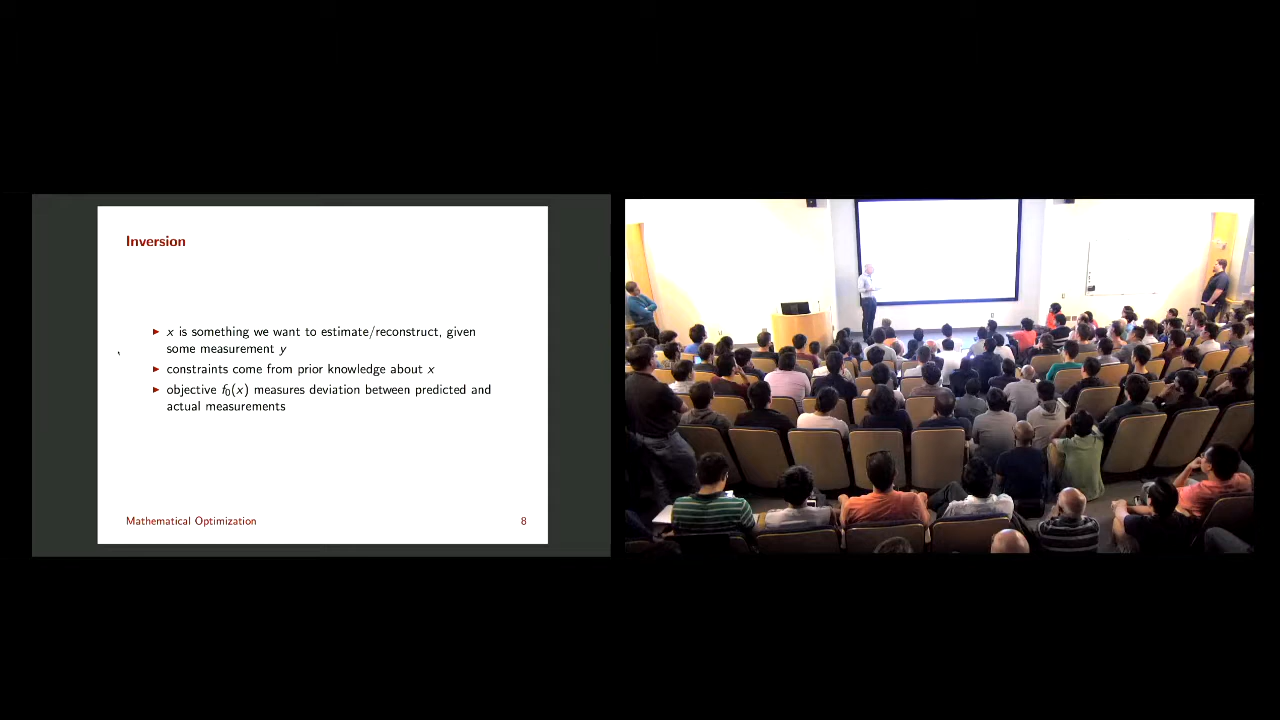 Inversion
▶ x is something we want to estimate/reconstruct, given
some measurement y
▶ constraints come from prior knowledge about x
▶ objective f₀(x) measures deviation between predicted and
actual measurements
Mathematical Optimization 8